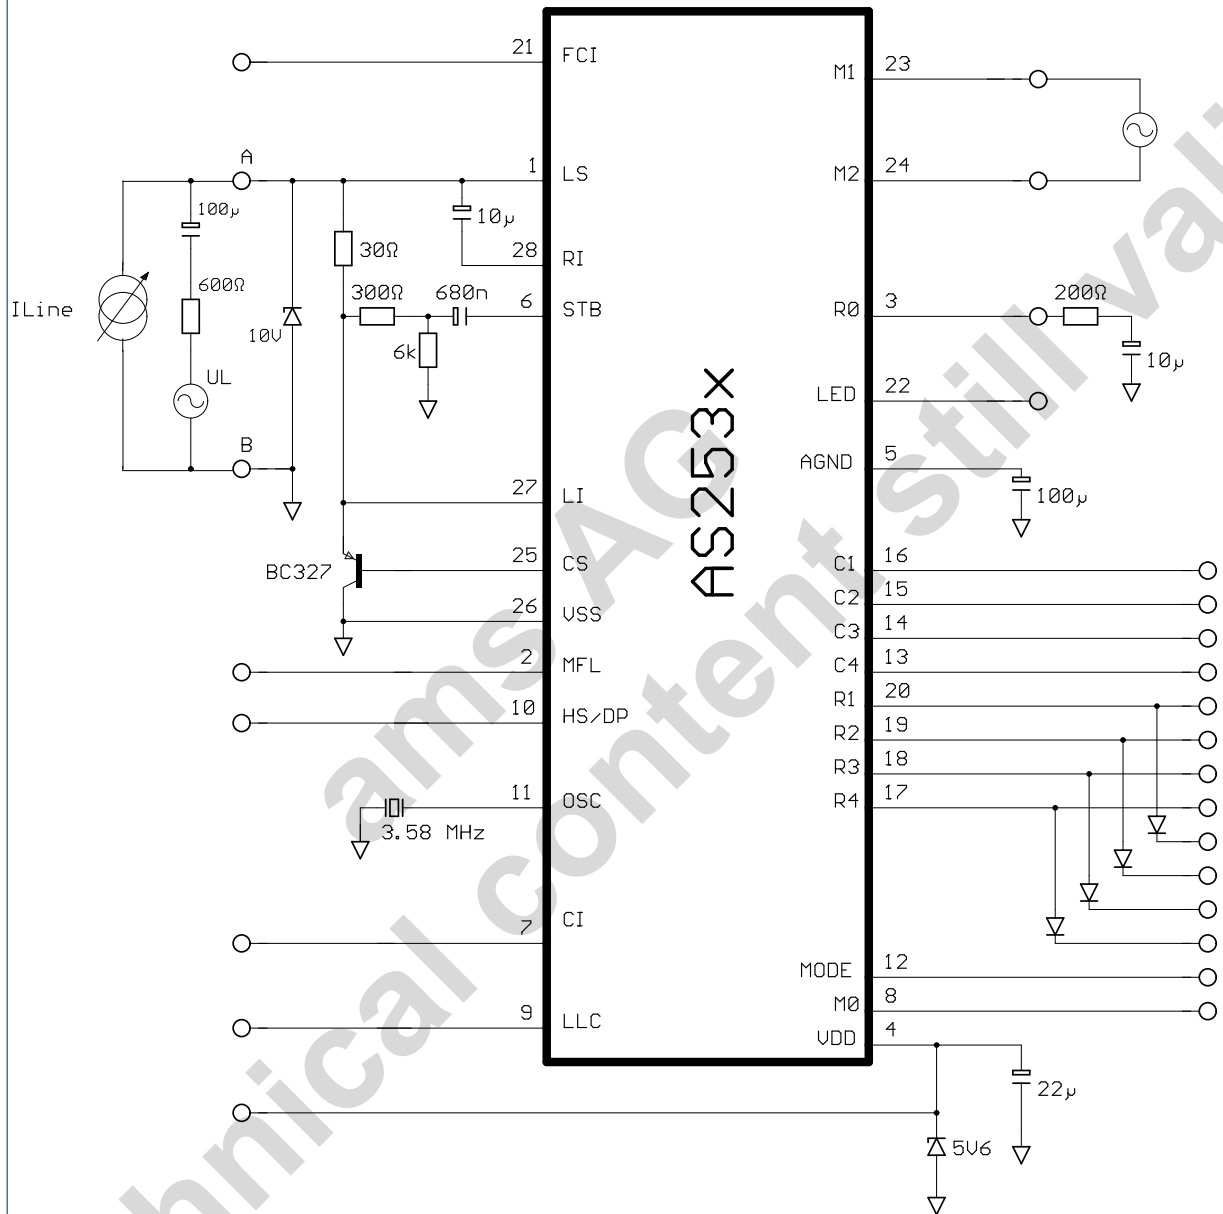 21
FCI
M1
23
A
1
LS
M2
24
100µ
10µ
28
RI
30Ω
600Ω
ILine
300Ω
680n
6
STB
R0
3
200Ω
10V
6k
10µ
UL
LED
22
B
AGND
5
100µ
27
LI
AS253x
25
CS
BC327
26
VSS
C1
16
C2
15
C3
14
2
MFL
C4
13
R1
20
10
HS/DP
R2
19
R3
18
11
OSC
R4
17
3.58 MHz
7
CI
MODE
12
M0
8
9
LLC
VDD
4
22µ
5V6
ams AG
hnical content still vali